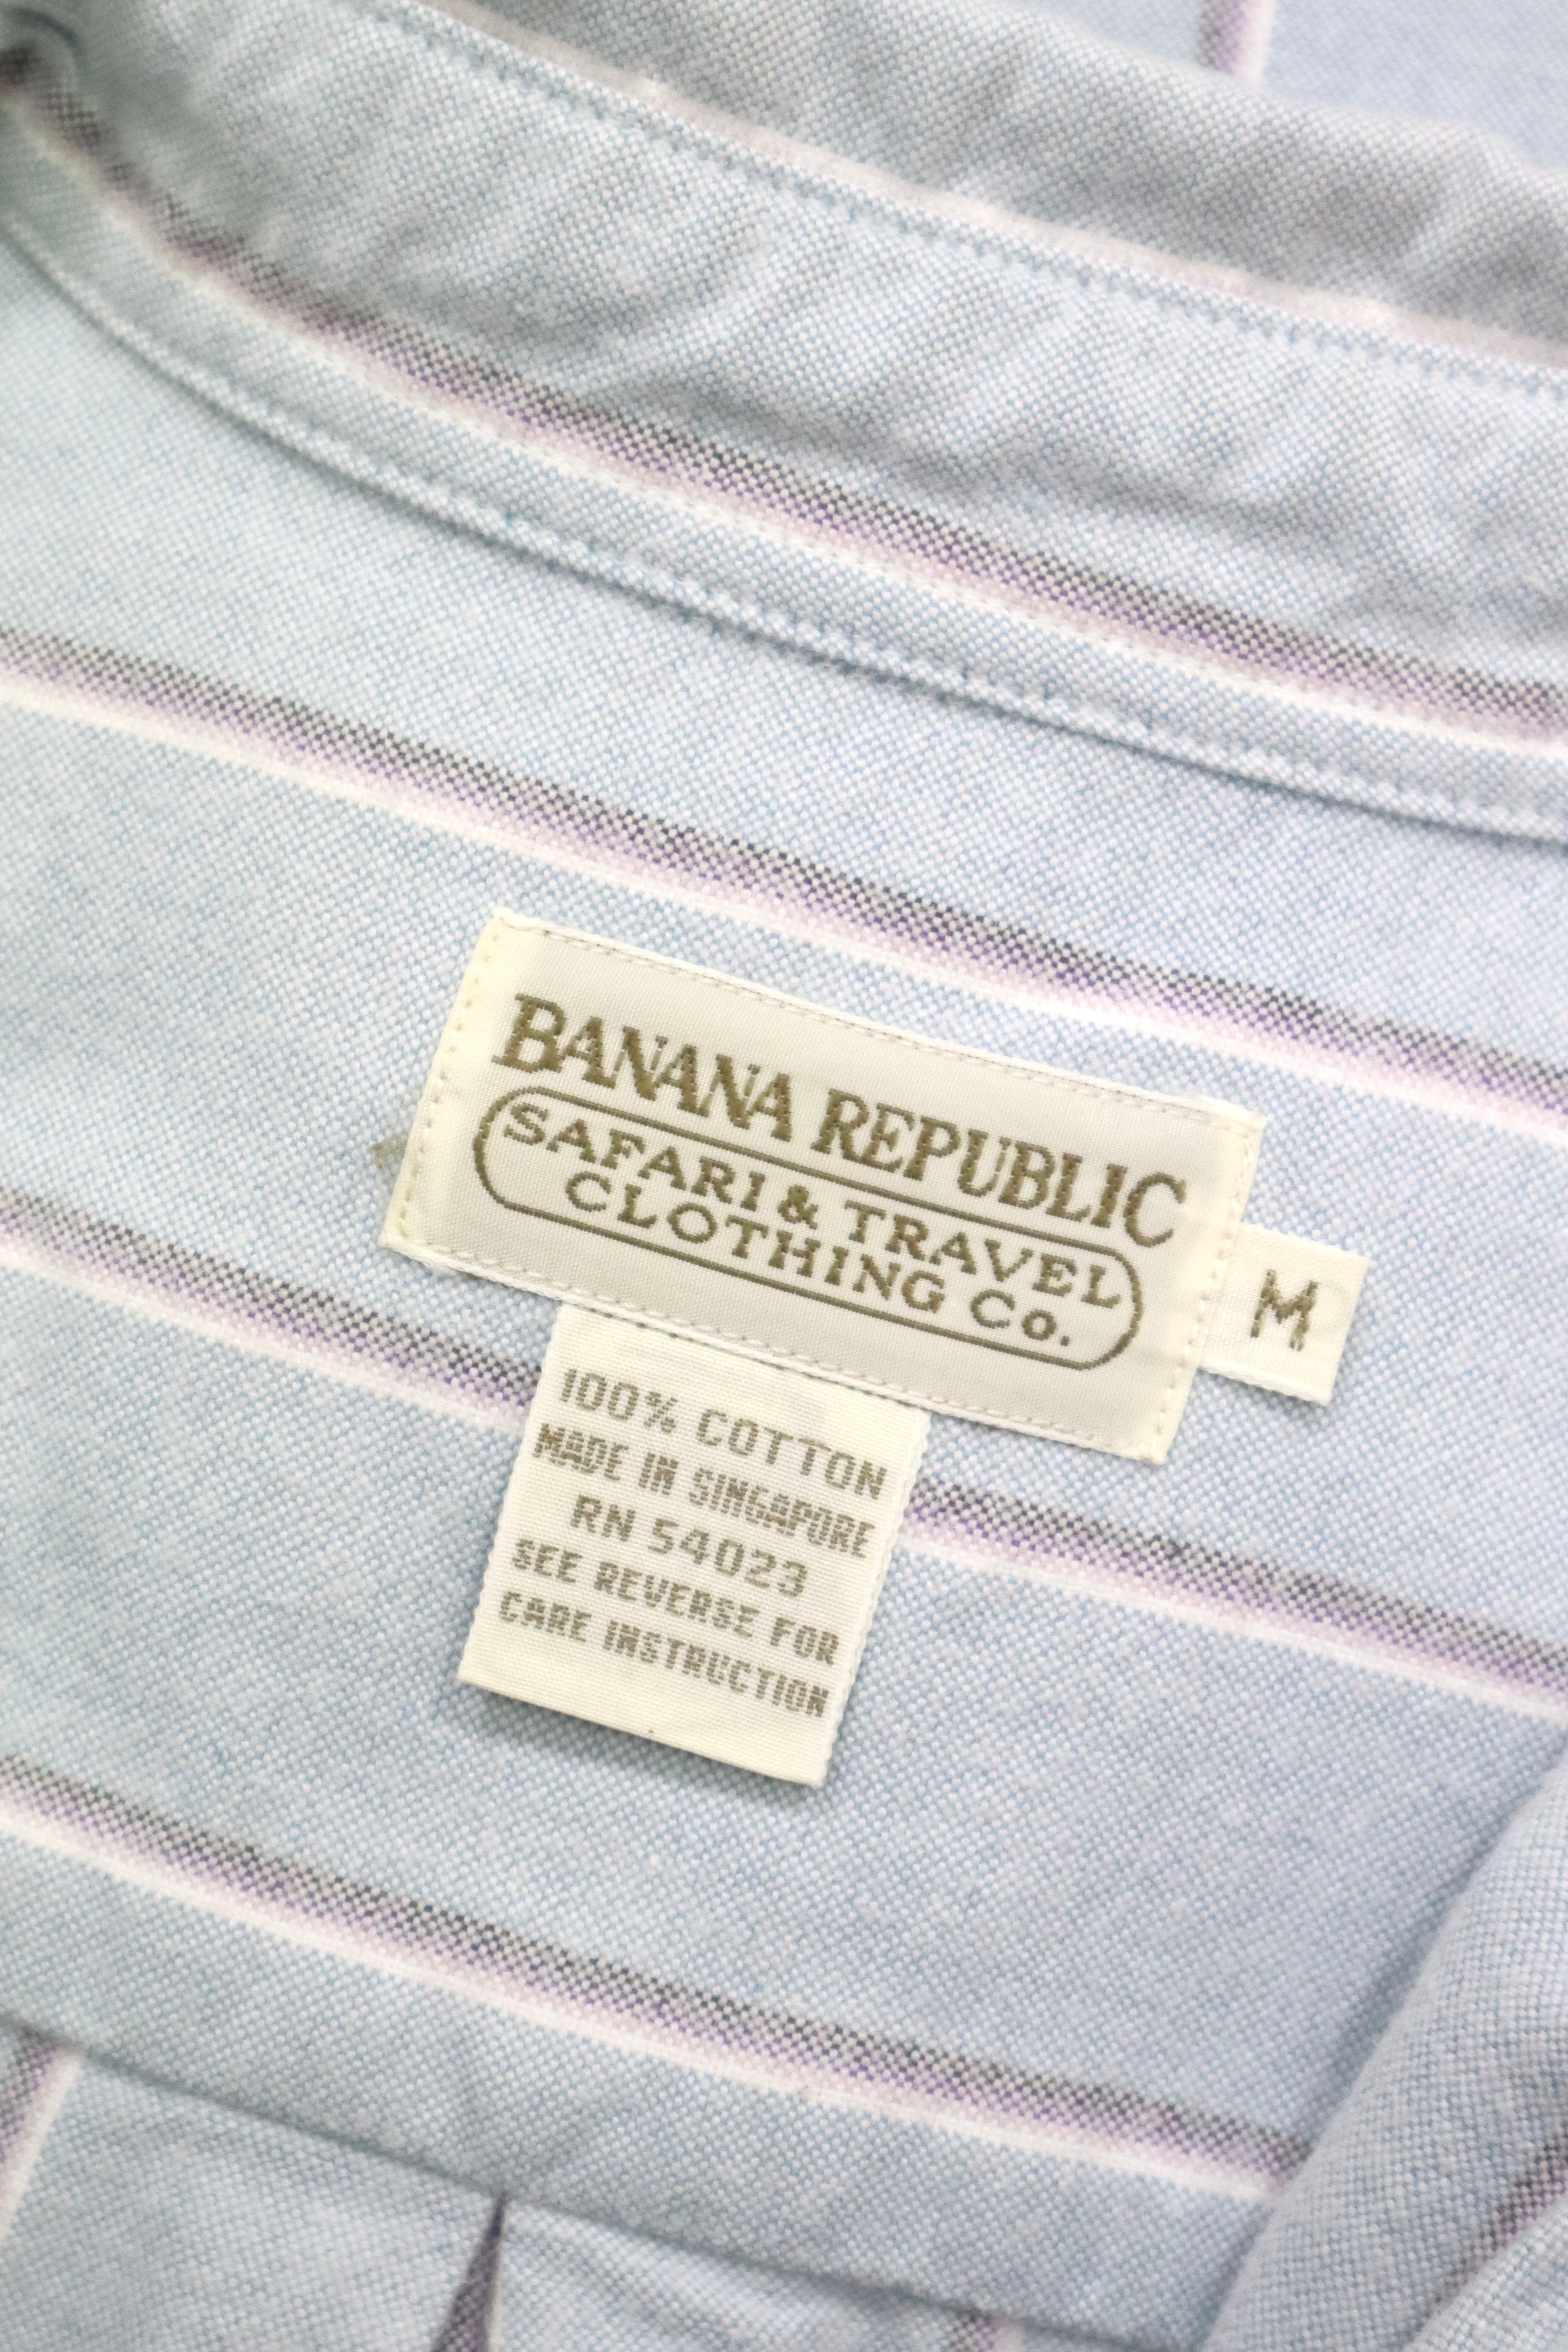 BANANA REPUBLIC
SAFARI & TRAVEL
CLOTHING Co.
M
100% COTTON
MADE IN SINGAPORE
RN 54023
SEE REVERSE FOR
CARE INSTRUCTION